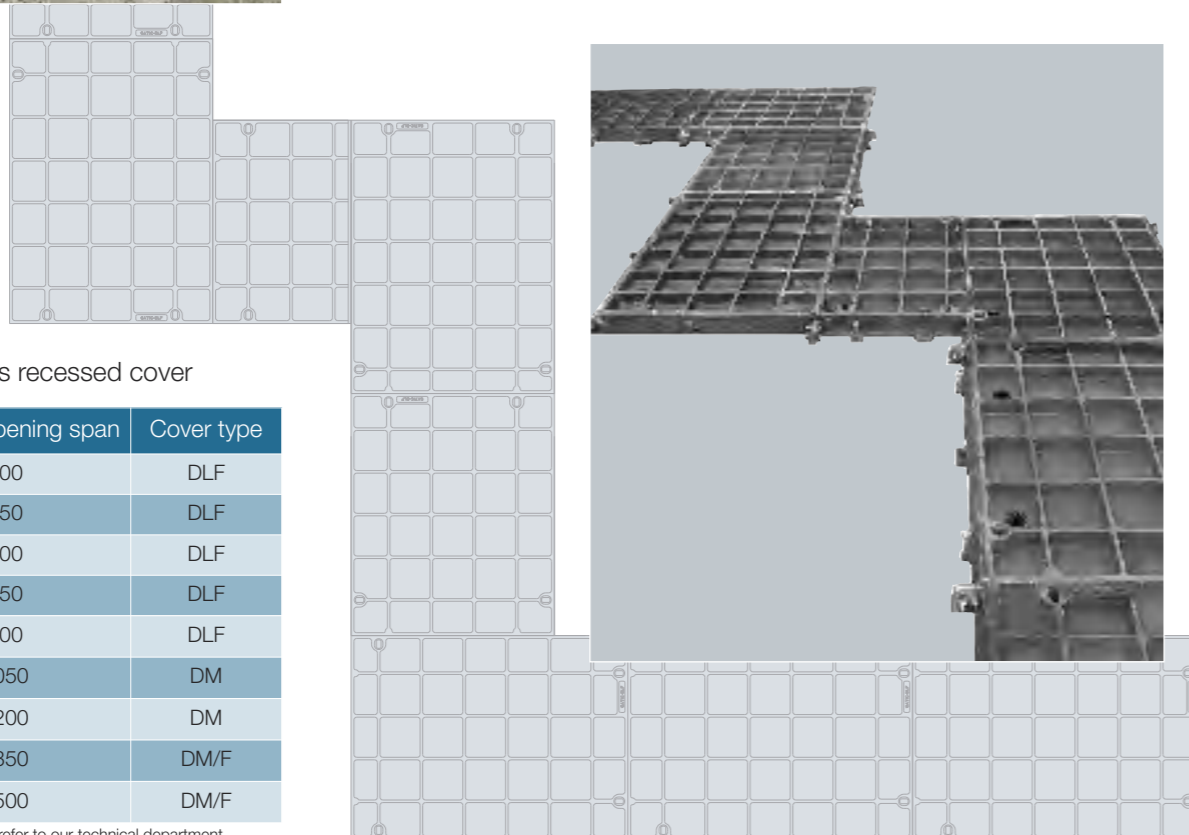 s recessed cover
pening span Cover type
00 DLF
50 DLF
00 DLF
50 DLF
00 DLF
050 DM
200 DM
350 DM/F
500 DM/F
refer to our technical department